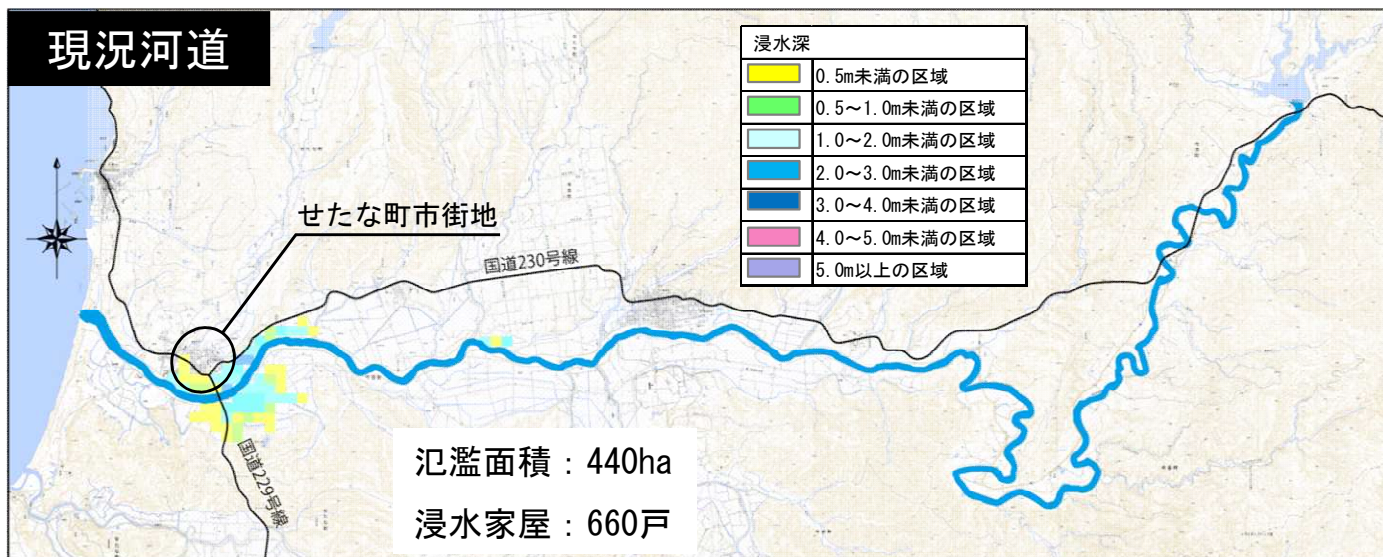 現況河道
浸水深
0.5m未満の区域
0.5～1.0m未満の区域
1.0～2.0m未満の区域
2.0～3.0m未満の区域
3.0～4.0m未満の区域
4.0～5.0m未満の区域
5.0m以上の区域
せたな町市街地
国道230号線
国道229号線
氾濫面積：440ha
浸水家屋：660戸